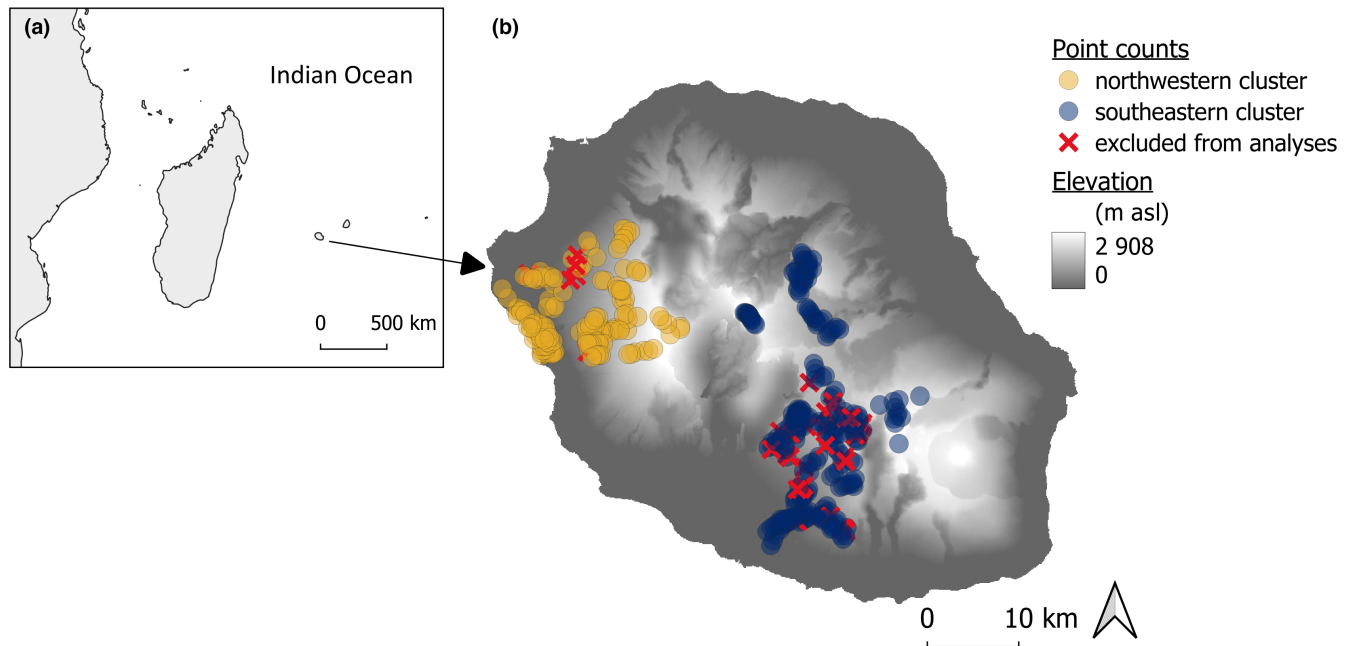 (a)
Indian Ocean
0 500 km
(b)
Point counts
northwestern cluster
southeastern cluster
excluded from analyses
Elevation
(m asl)
2 908
0
0 10 km